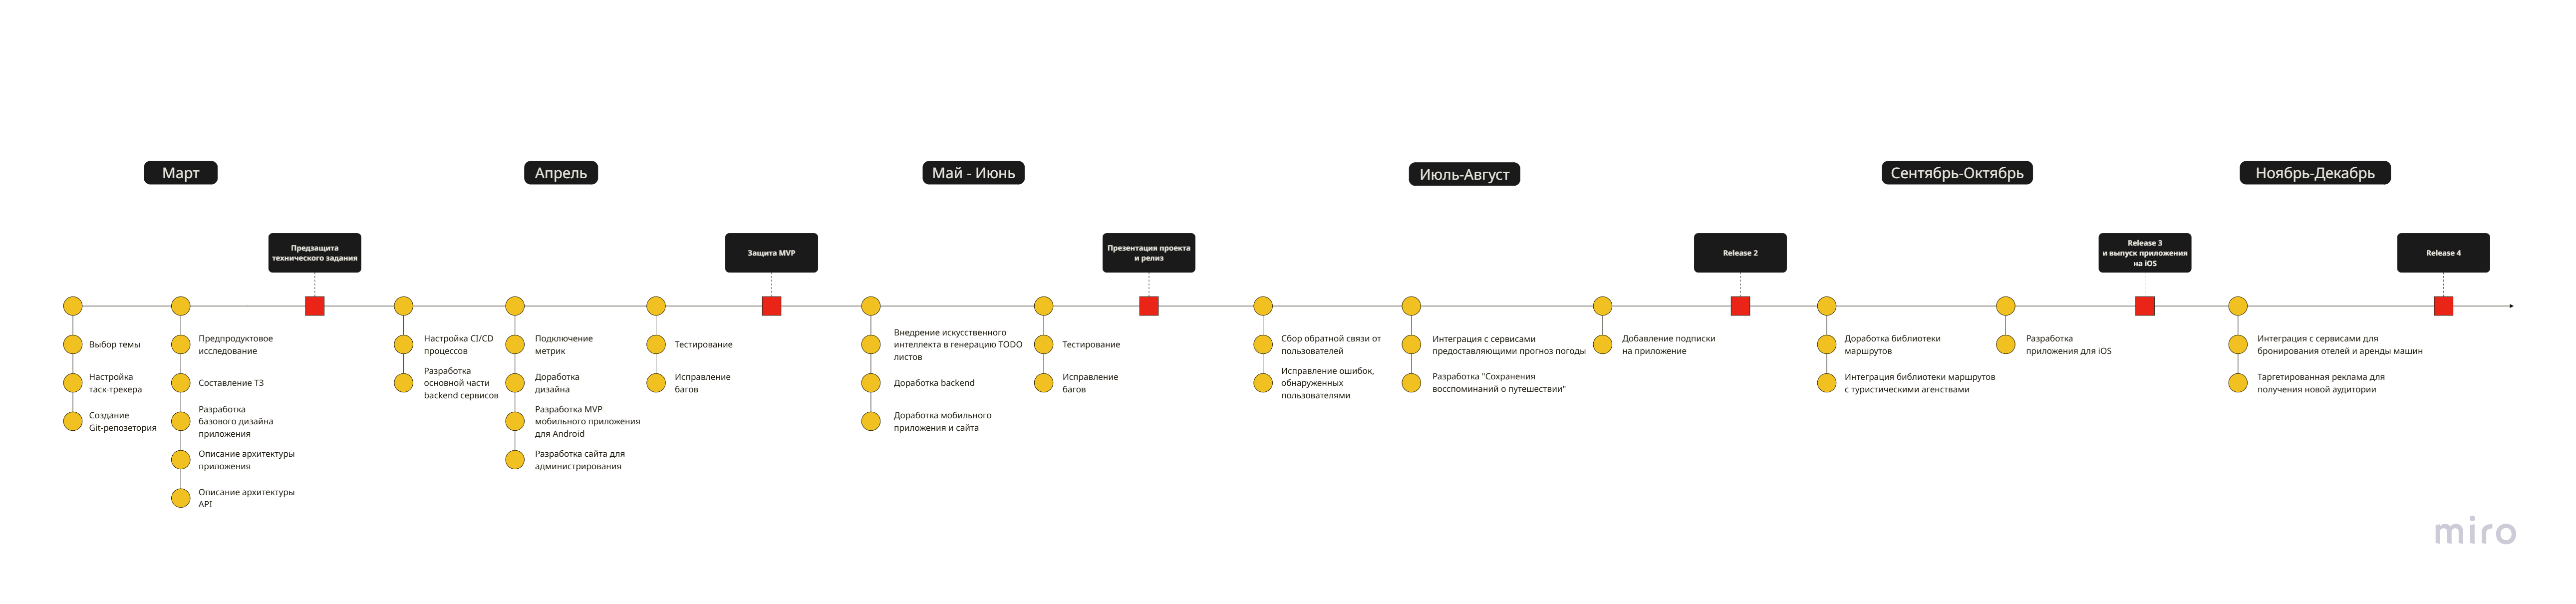 Март
Апрель
Май - Июнь
Июль-Август
Сентябрь-Октябрь
Ноябрь-Декабрь
Предзащита
технического задания
Защита MVP
Презентация проекта
и релиз
Release 2
Release 3
и выпуск приложения
на iOS
Release 4
Выбор темы
Настройка
таск-трекера
Создание
Git-репозетория
Предпродуктовое
исследование
Составление ТЗ
Разработка
базового дизайна
приложения
Описание архитектуры
приложения
Описание архитектуры
API
Настройка CI/CD
процессов
Разработка
основной части
backend сервисов
Подключение
метрик
Доработка
дизайна
Разработка MVP
мобильного приложения
для Android
Разработка сайта для
администрирования
Тестирование
Исправление
багов
Внедрение искусственного
интеллекта в генерацию TODO
листов
Доработка backend
Доработка мобильного
приложения и сайта
Тестирование
Исправление
багов
Сбор обратной связи от
пользователей
Исправление ошибок,
обнаруженных
пользователями
Интеграция с сервисами
предоставляющими прогноз погоды
Разработка "Сохранения
восспоминаний о путешествии"
Добавление подписки
на приложение
Доработка библиотеки
маршрутов
Интеграция библиотеки маршрутов
с туристическими агенствами
Разработка
приложения для iOS
Интеграция с сервисами для
бронирования отелей и аренды машин
Таргетированная реклама для
получения новой аудитории
miro